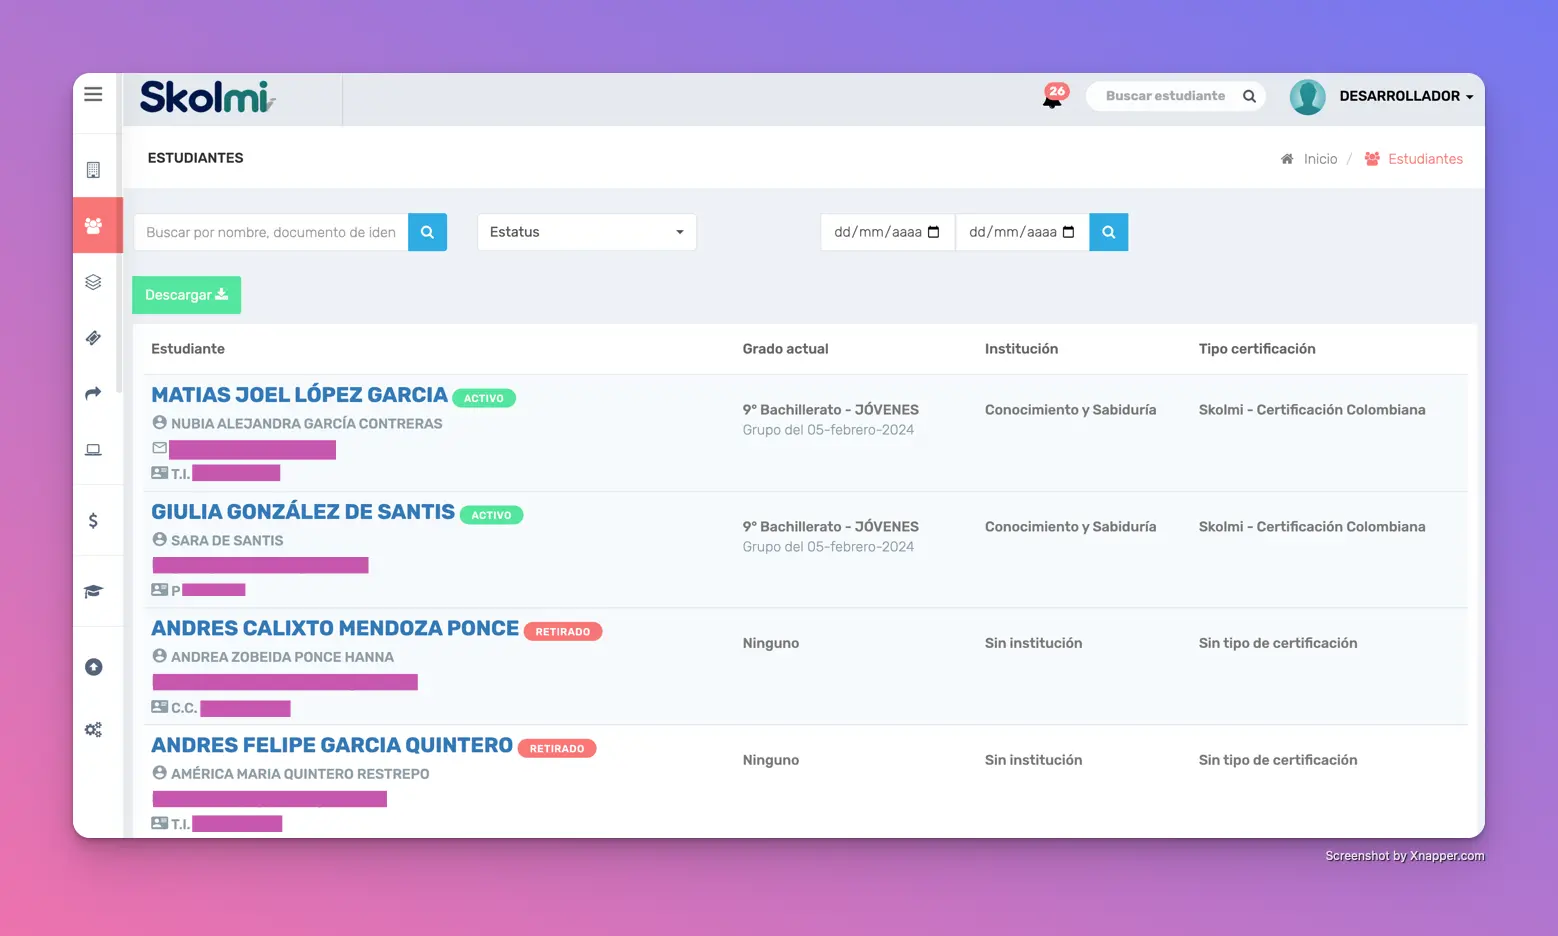 Skolmi
26
Buscar estudiante
DESARROLLADOR
ESTUDIANTES
Inicio / Estudiantes
Buscar por nombre, documento de iden
Estatus
dd/mm/aaaa
dd/mm/aaaa
Descargar
Estudiante Grado actual Institución Tipo certificación
MATIAS JOEL LÓPEZ GARCIA ACTIVO
9° Bachillerato - JÓVENES Conocimiento y Sabiduría Skolmi - Certificación Colombiana
NUBIA ALEJANDRA GARCÍA CONTRERAS
Grupo del 05-febrero-2024
T.I.
GIULIA GONZÁLEZ DE SANTIS ACTIVO
9° Bachillerato - JÓVENES Conocimiento y Sabiduría Skolmi - Certificación Colombiana
SARA DE SANTIS
Grupo del 05-febrero-2024
P
ANDRES CALIXTO MENDOZA PONCE RETIRADO
Ninguno Sin institución Sin tipo de certificación
ANDREA ZOBEIDA PONCE HANNA
C.C.
ANDRES FELIPE GARCIA QUINTERO RETIRADO
Ninguno Sin institución Sin tipo de certificación
AMÉRICA MARIA QUINTERO RESTREPO
T.I.
Screenshot by Xnapper.com